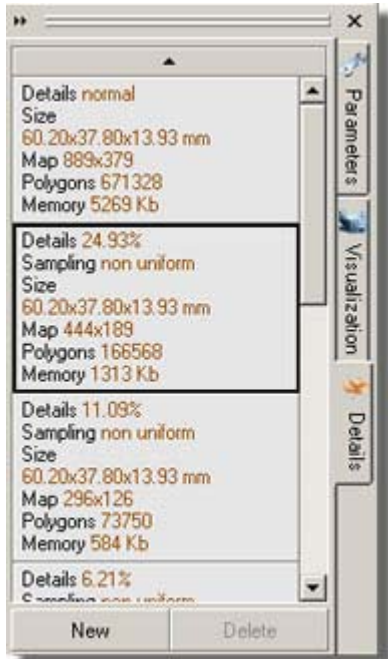 Details normal
Size
60.20x37.80x13.93 mm
Map 889x379
Polygons 671328
Memory 5269 Kb
Details 24.93%
Sampling non uniform
Size
60.20x37.80x13.93 mm
Map 444x189
Polygons 166568
Memory 1313 Kb
Details 11.09%
Sampling non uniform
Size
60.20x37.80x13.93 mm
Map 296x126
Polygons 73750
Memory 584 Kb
Details 6.21%
Sampling non uniform
New
Delete
Parameters
Visualization
Details